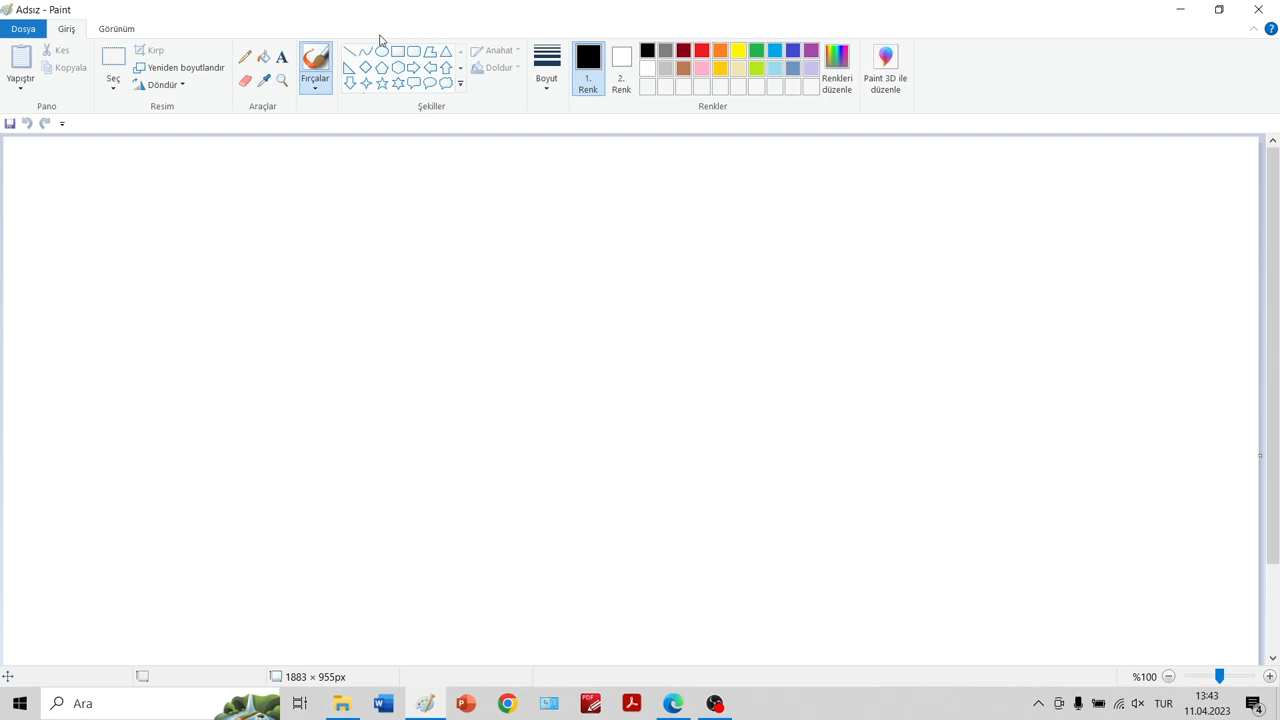 Adsız - Paint
Dosya
Giriş
Görünüm
Yapıştır
Kes
Kopyala
Pano
Seç
Kırp
Yeniden boyutlandır
Döndür
Resim
A
Araçlar
Fırçalar
Şekiller
Anahat
Doldur
Boyut
1.
Renk
2.
Renk
Renkleri
düzenle
Renkler
Paint 3D ile
düzenle
1883 × 955px
%100
Ara
TUR
13:43
11.04.2023
4